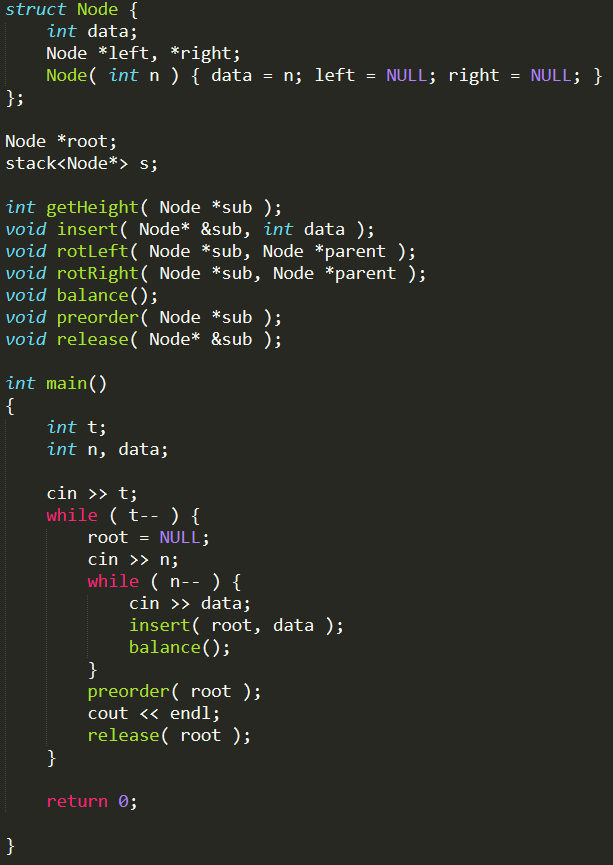 struct Node {
    int data;
    Node *left, *right;
    Node( int n ) { data = n; left = NULL; right = NULL; }
};

Node *root;
stack<Node*> s;

int getHeight( Node *sub );
void insert( Node* &sub, int data );
void rotLeft( Node *sub, Node *parent );
void rotRight( Node *sub, Node *parent );
void balance();
void preorder( Node *sub );
void release( Node* &sub );

int main()
{
    int t;
    int n, data;

    cin >> t;
    while ( t-- ) {
        root = NULL;
        cin >> n;
        while ( n-- ) {
            cin >> data;
            insert( root, data );
            balance();
        }
        preorder( root );
        cout << endl;
        release( root );
    }

    return 0;

}